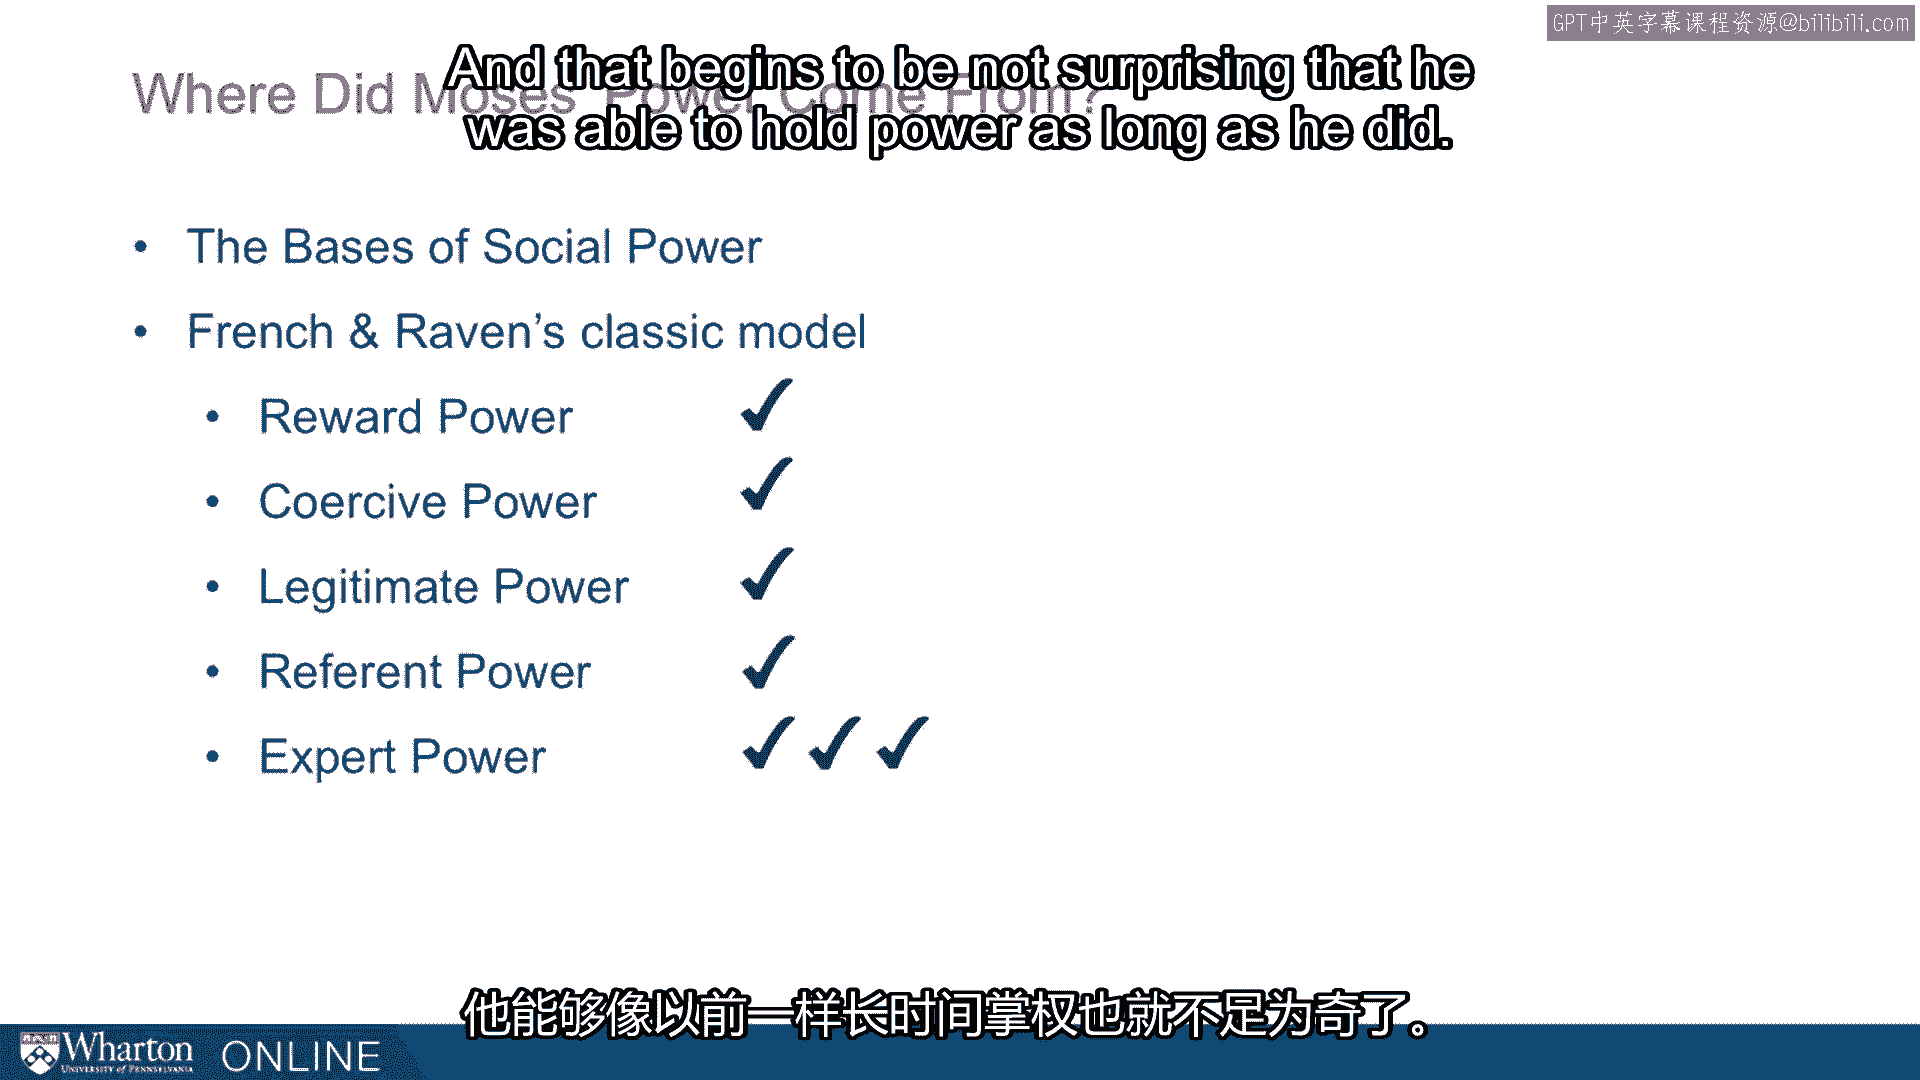 GPT中英字幕课程资源@bilibili.com
Where Did Moses' Power Come From?
And that begins to be not surprising that he
was able to hold power as long as he did.
• The Bases of Social Power
• French & Raven’s classic model
• Reward Power ✓
• Coercive Power ✓
• Legitimate Power ✓
• Referent Power ✓
• Expert Power ✓ ✓ ✓
他能够像以前一样长时间掌权也就不足为奇了。
Wharton ONLINE
UNIVERSITY OF PENNSYLVANIA